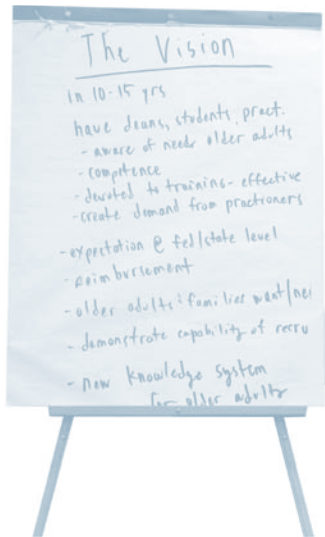 The Vision
in 10-15 yrs
have deans, students, pract.
- aware of needs older adults
- competence
- devoted to training - effective
- create demand from practioners
- expectation @ fed/state level
- reimbursement
- older adults & families want/nee
- demonstrate capability of recru
- new knowledge system
for older adults